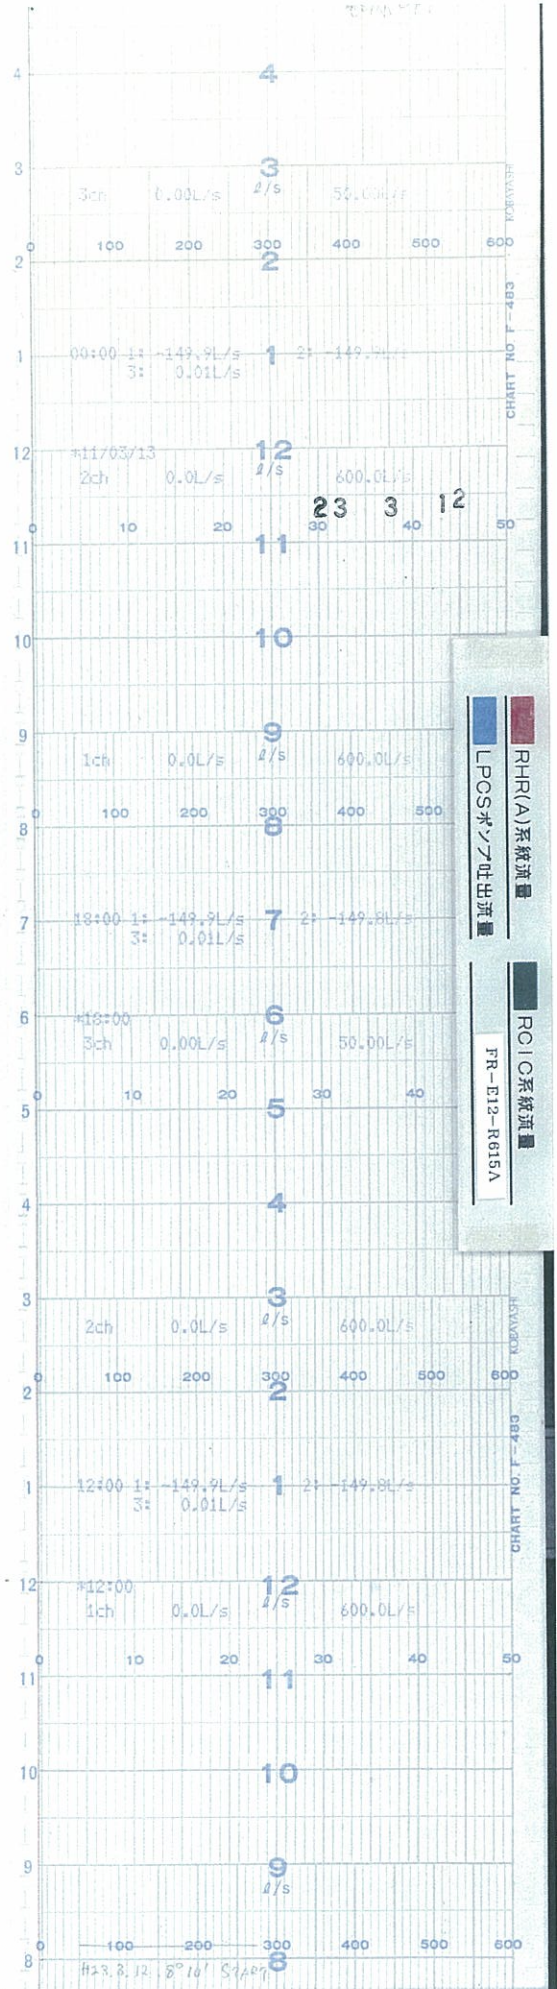 4 4
3 3
3ch 0.00L/s ℓ/s 50.00L/s
0 100 200 300 400 500 600
2 2
CHART NO F-483
00:00 1: -149.9L/s 2: -149.9L/s
1 1
3: 0.01L/s
*11/03/13
12 12
2ch 0.0L/s ℓ/s 600.0L/s
23 3 12
0 10 20 30 40 50
11 11
10 10
9 9
1ch 0.0L/s ℓ/s 600.0L/s
0 100 200 300 400 500
8 8
18:00 1: -149.9L/s 2: -149.8L/s
7 7
3: 0.01L/s
RHR(A)系統流量
LPCSポンプ吐出流量
RCIC系統流量
FR-E12-R615A
*18:00
6 6
3ch 0.00L/s ℓ/s 50.00L/s
0 10 20 30 40
5 5
4 4
3 3
KOBAYASHI
2ch 0.0L/s ℓ/s 600.0L/s
0 100 200 300 400 500 600
2 2
CHART NO. F-483
12:00 1: -149.9L/s 2: -149.8L/s
1 1
3: 0.01L/s
*12:00
12 12
1ch 0.0L/s ℓ/s 600.0L/s
0 10 20 30 40 50
11 11
10 10
9 9
ℓ/s
0 100 200 300 400 500 600
8 8
H23.3.12